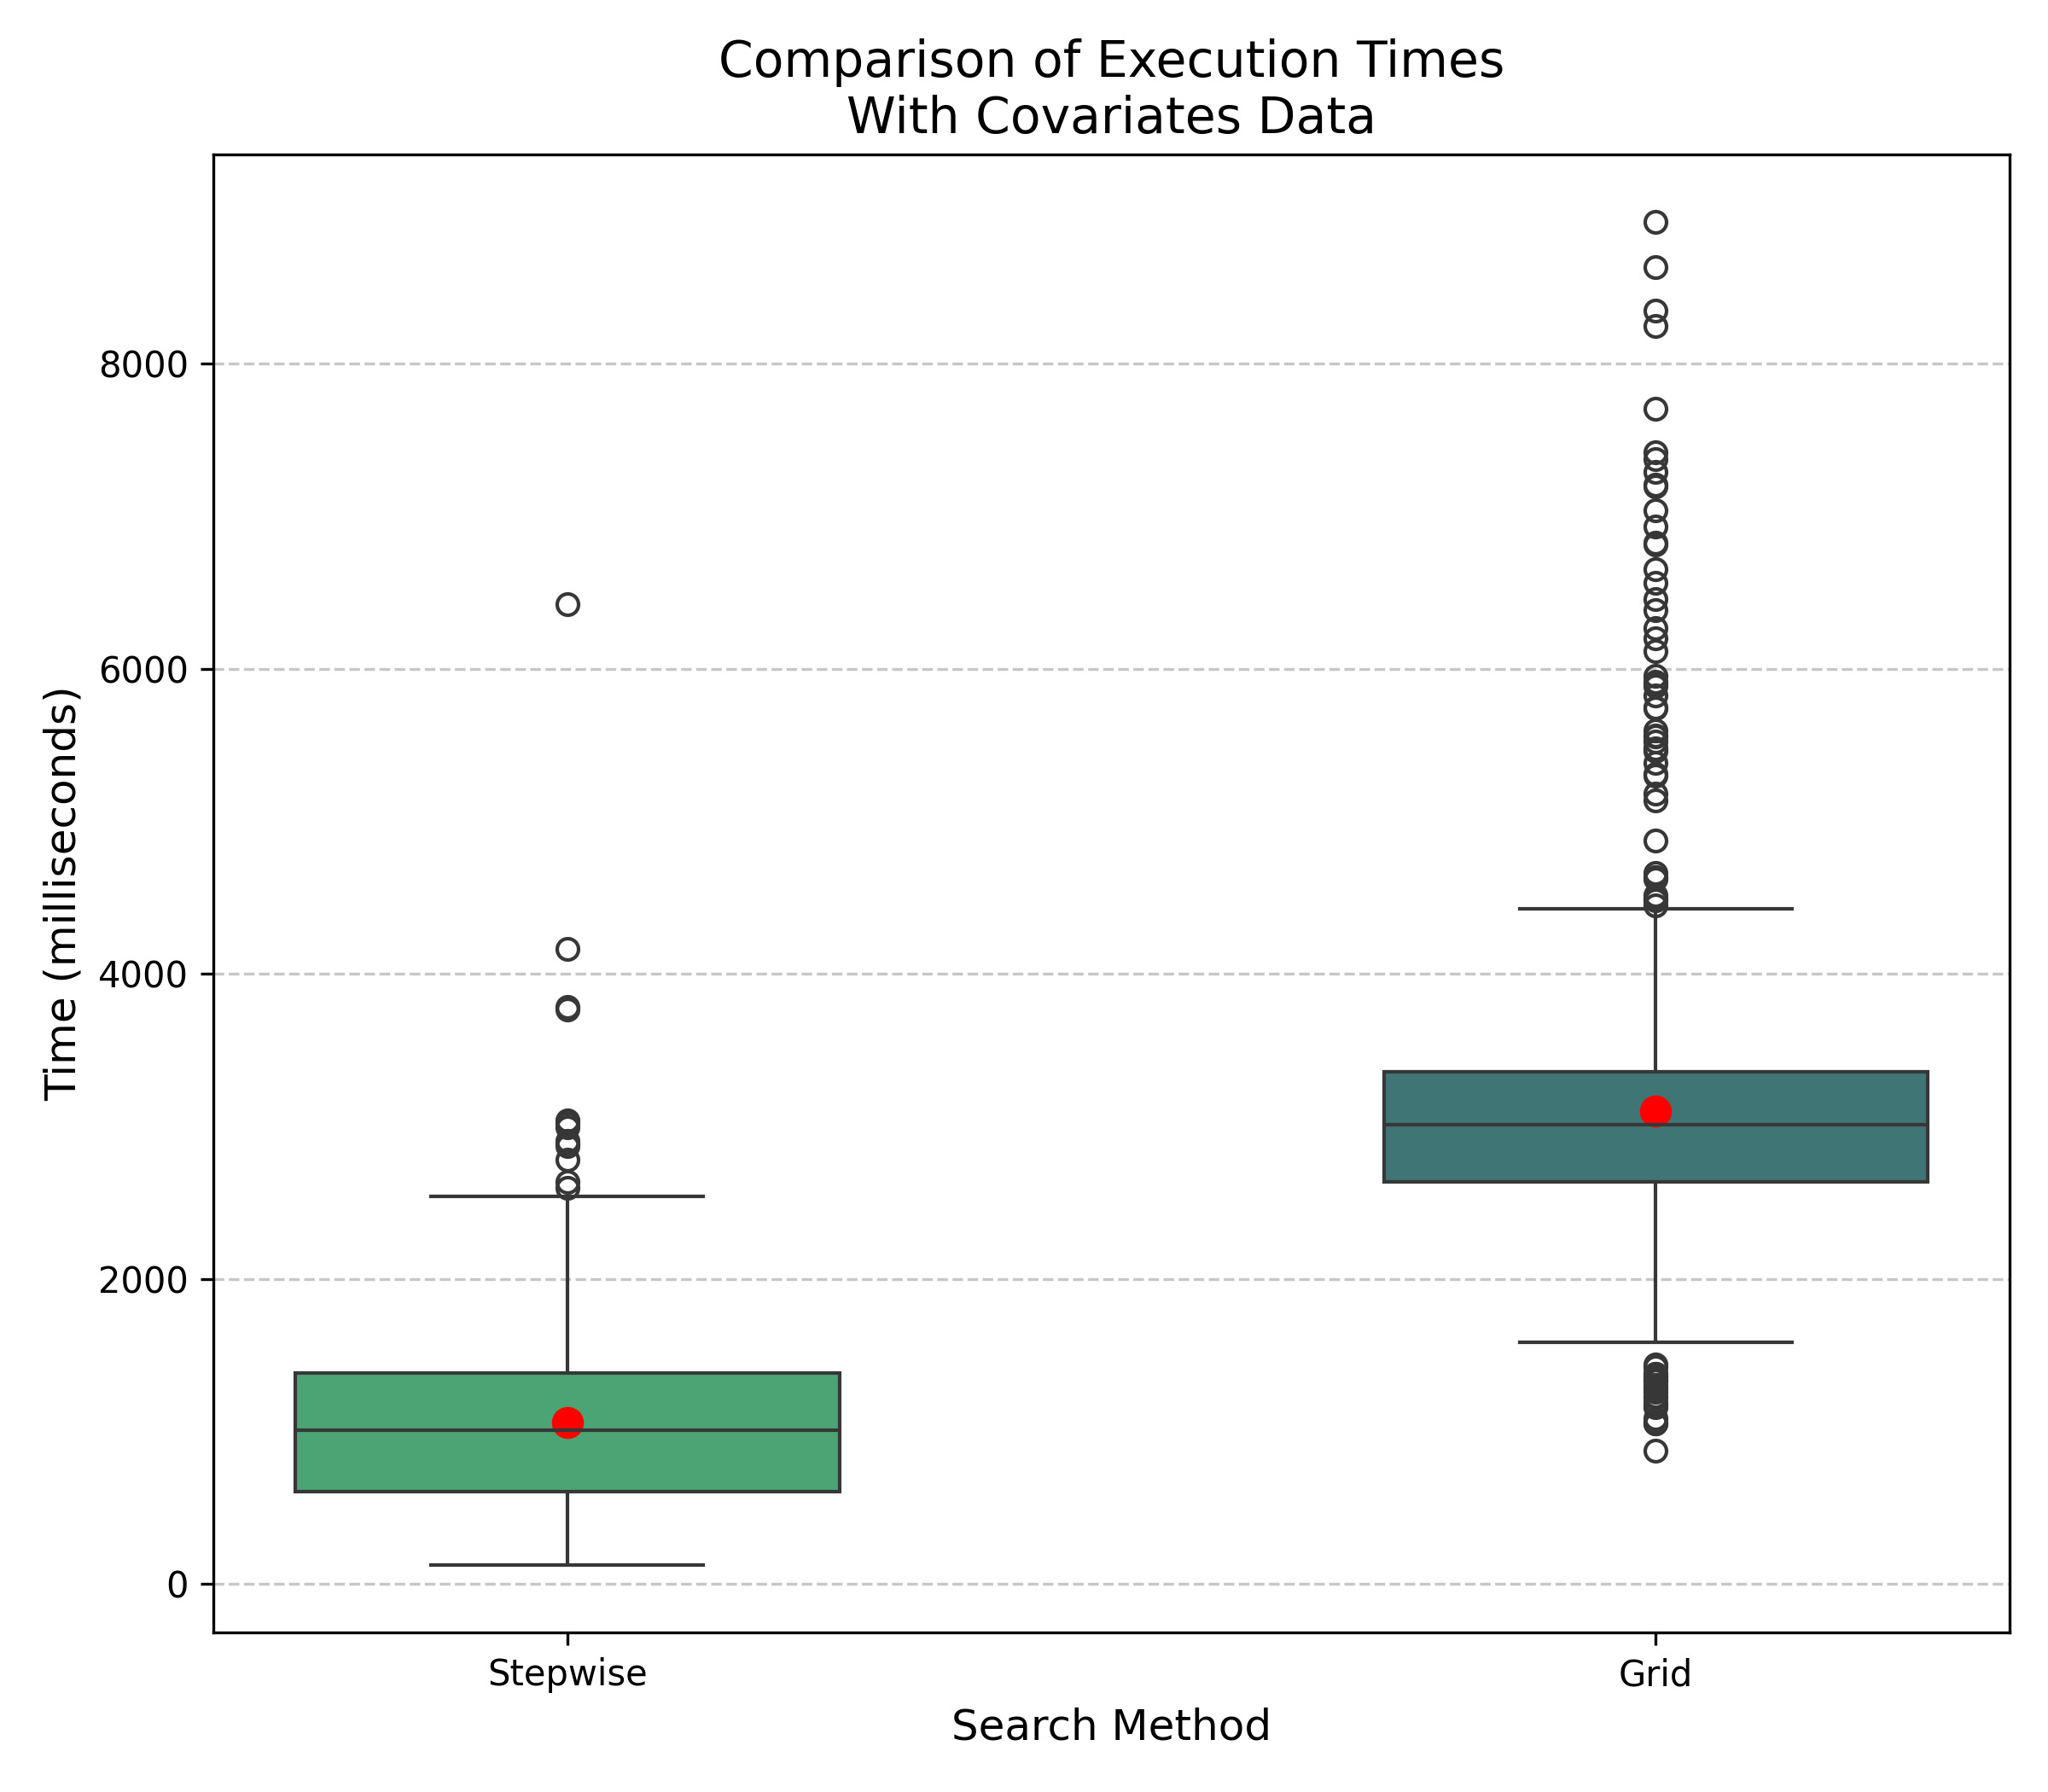 Comparison of Execution Times
With Covariates Data
Time (milliseconds)
8000
6000
4000
2000
0
Stepwise
Grid
Search Method